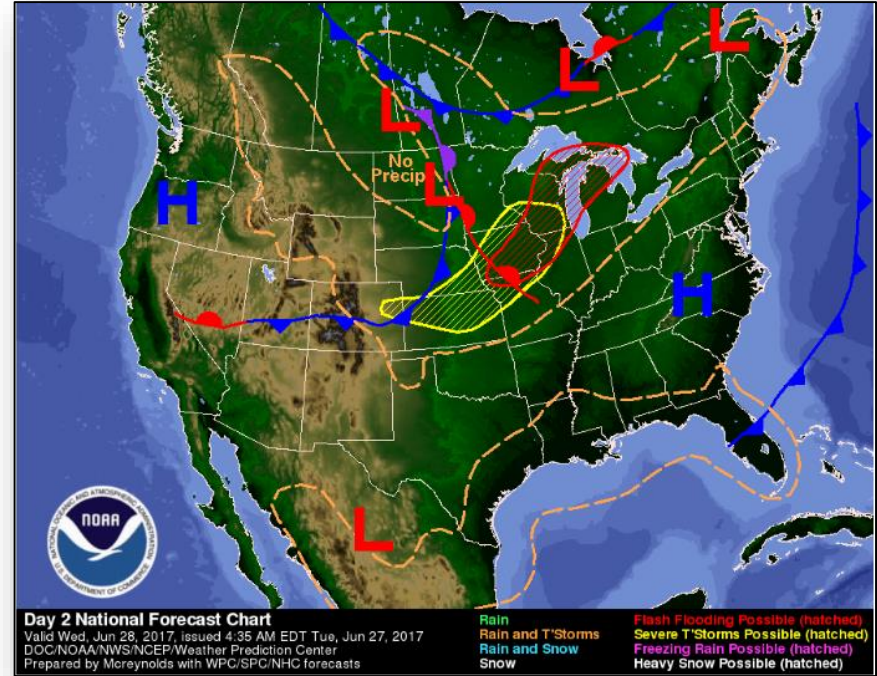 L
L
L
L
No
Precip
L
H
H
L
NATIONAL OCEANIC AND ATMOSPHERIC ADMINISTRATION
NOAA
U.S. DEPARTMENT OF COMMERCE
Day 2 National Forecast Chart
Valid Wed, Jun 28, 2017, issued 4:35 AM EDT Tue, Jun 27, 2017
DOC/NOAA/NWS/NCEP/Weather Prediction Center
Prepared by Mcreynolds with WPC/SPC/NHC forecasts
Rain
Rain and T'Storms
Rain and Snow
Snow
Flash Flooding Possible (hatched)
Severe T'Storms Possible (hatched)
Freezing Rain Possible (hatched)
Heavy Snow Possible (hatched)